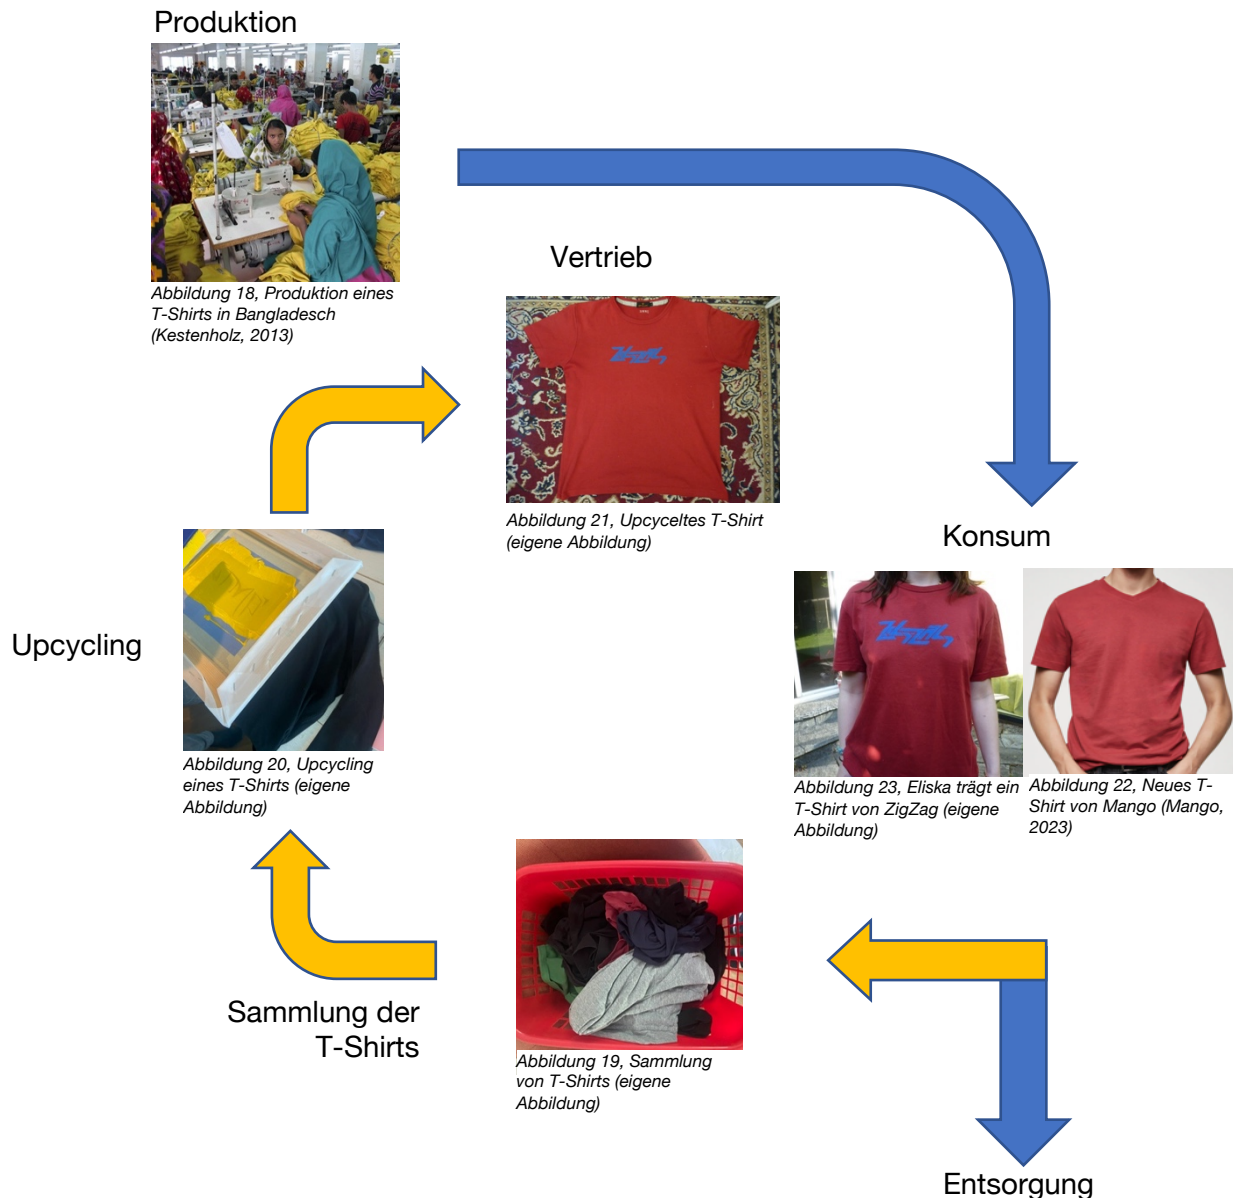 Produktion
Abbildung 18, Produktion eines
T-Shirts in Bangladesch
(Kestenholz, 2013)
Vertrieb
Abbildung 21, Upcyceltes T-Shirt
(eigene Abbildung)
Konsum
Abbildung 23, Eliska trägt ein
T-Shirt von ZigZag (eigene
Abbildung)
Abbildung 22, Neues T-
Shirt von Mango (Mango,
2023)
Upcycling
Abbildung 20, Upcycling
eines T-Shirts (eigene
Abbildung)
Sammlung der
T-Shirts
Abbildung 19, Sammlung
von T-Shirts (eigene
Abbildung)
Entsorgung